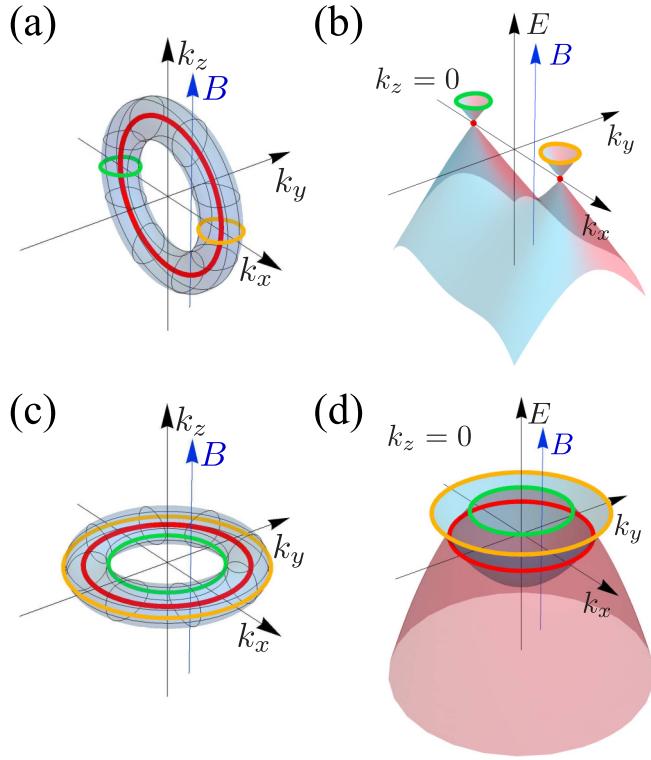 (a)
k_z
B
k_y
k_x
(b)
E
k_z = 0
B
k_y
k_x
(c)
k_z
B
k_y
k_x
(d)
E
k_z = 0
B
k_y
k_x